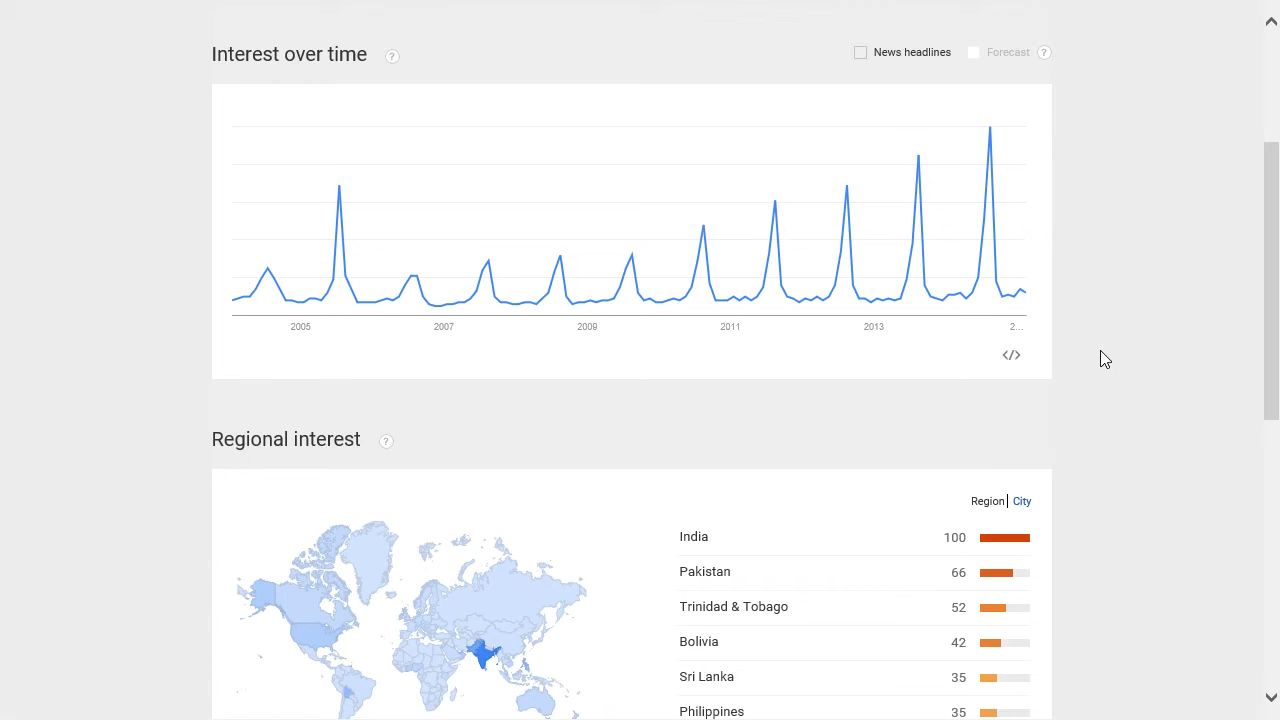 Interest over time ?
News headlines Forecast ?
2005 2007 2009 2011 2013 2...
</>
Regional interest ?
Region City
India 100
Pakistan 66
Trinidad & Tobago 52
Bolivia 42
Sri Lanka 35
Philippines 35